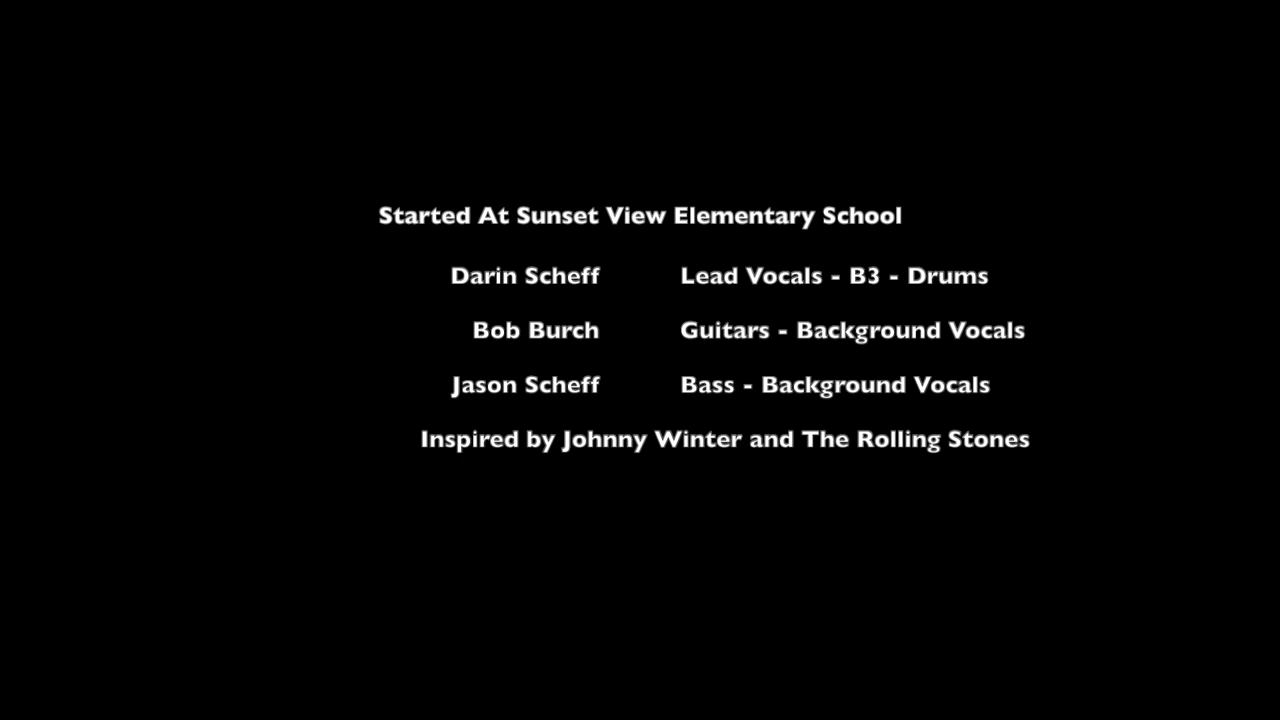 Started At Sunset View Elementary School
Darin Scheff Lead Vocals - B3 - Drums
Bob Burch Guitars - Background Vocals
Jason Scheff Bass - Background Vocals
Inspired by Johnny Winter and The Rolling Stones